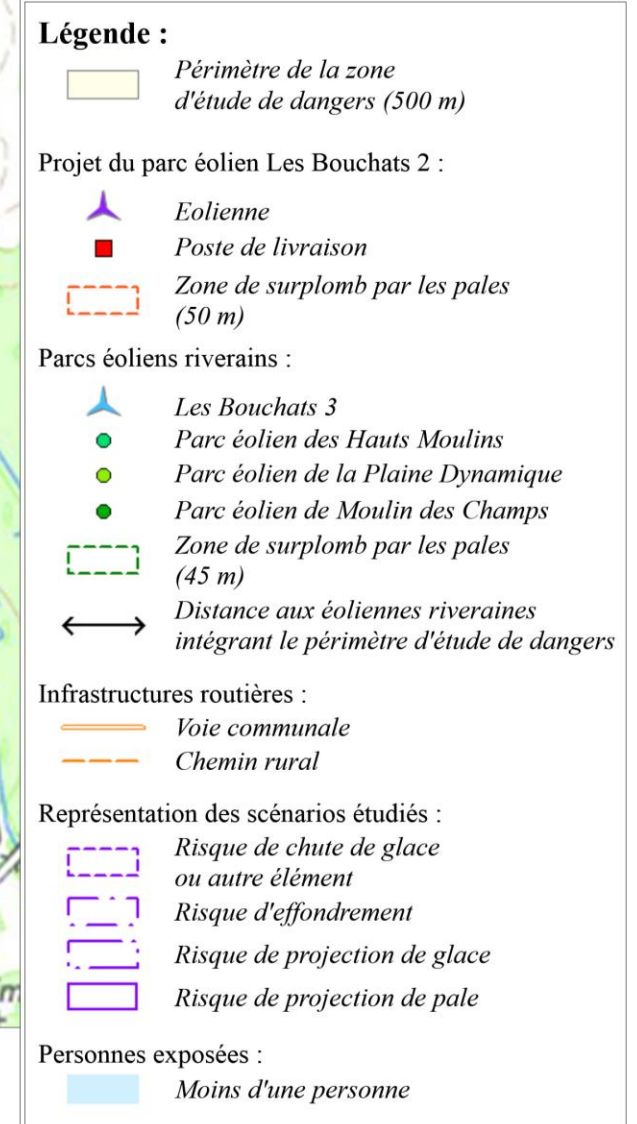 Légende :
Périmètre de la zone
d'étude de dangers (500 m)
Projet du parc éolien Les Bouchats 2 :
Eolienne
Poste de livraison
Zone de surplomb par les pales
(50 m)
Parcs éoliens riverains :
Les Bouchats 3
Parc éolien des Hauts Moulins
Parc éolien de la Plaine Dynamique
Parc éolien de Moulin des Champs
Zone de surplomb par les pales
(45 m)
Distance aux éoliennes riveraines
intégrant le périmètre d'étude de dangers
Infrastructures routières :
Voie communale
Chemin rural
Représentation des scénarios étudiés :
Risque de chute de glace
ou autre élément
Risque d'effondrement
Risque de projection de glace
Risque de projection de pale
Personnes exposées :
Moins d'une personne